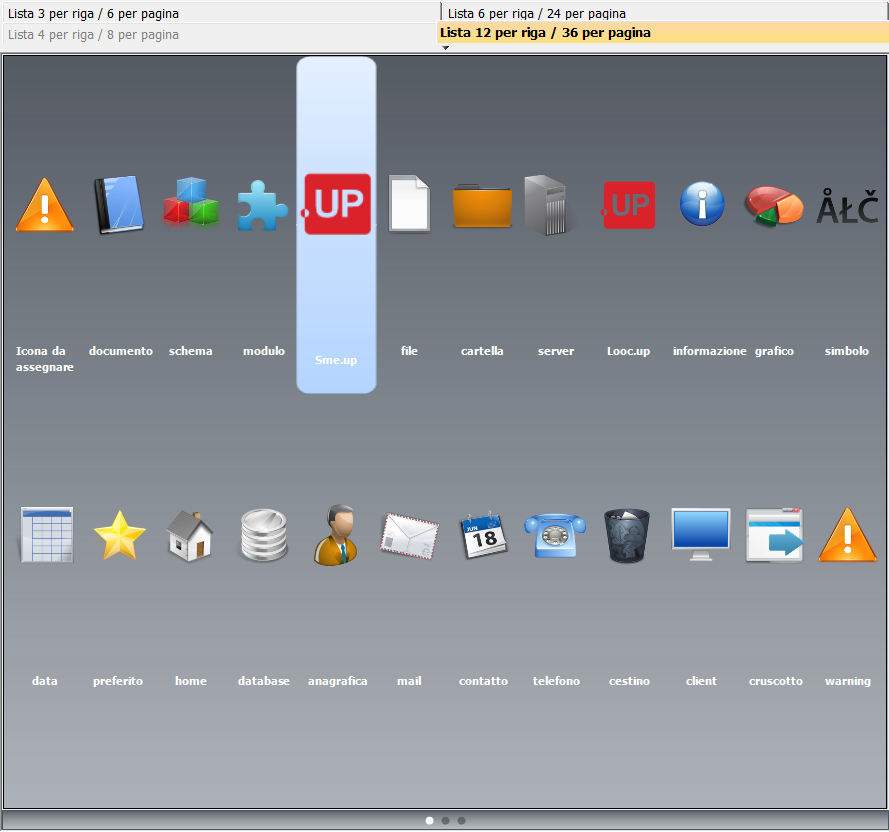 Lista 3 per riga / 6 per pagina
Lista 6 per riga / 24 per pagina
Lista 4 per riga / 8 per pagina
Lista 12 per riga / 36 per pagina
.UP
.UP
ÅŁČ
Icona da
assegnare
documento
schema
modulo
Sme.up
file
cartella
server
Looc.up
informazione
grafico
simbolo
JUN
18
data
preferito
home
database
anagrafica
mail
contatto
telefono
cestino
client
cruscotto
warning